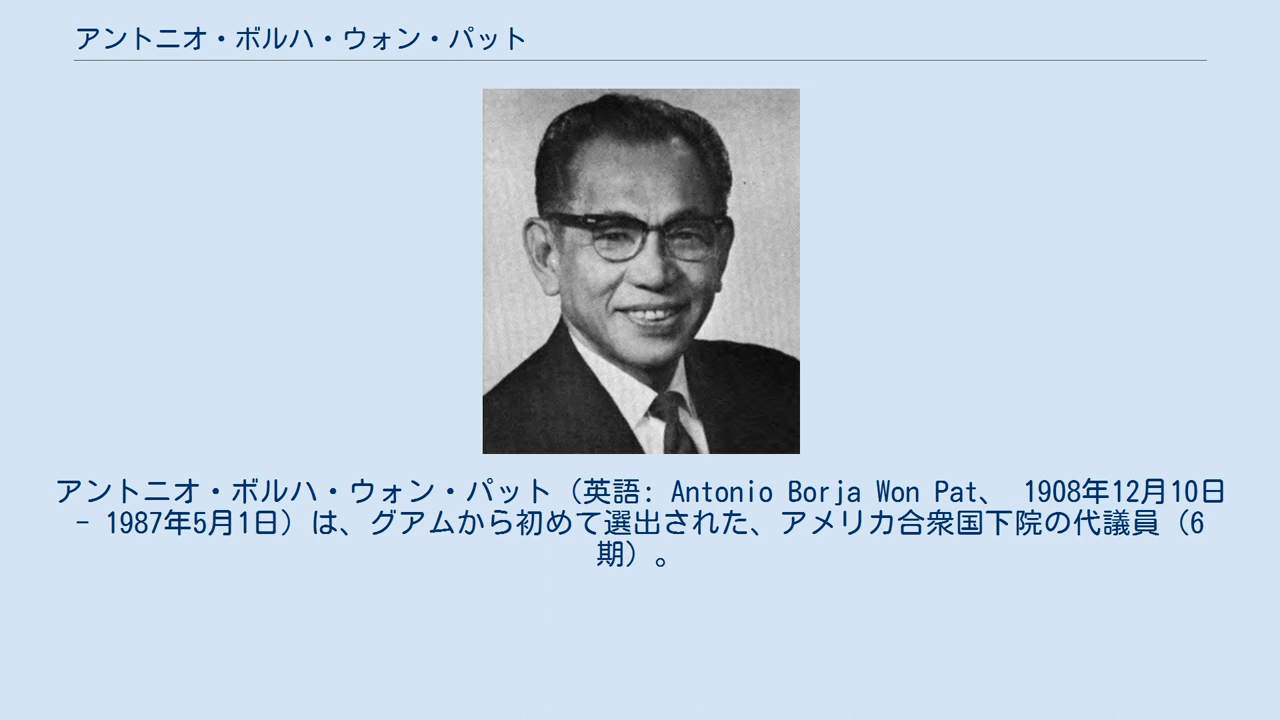 アントニオ・ボルハ・ウォン・パット
アントニオ・ボルハ・ウォン・パット（英語: Antonio Borja Won Pat、 1908年12月10日
- 1987年5月1日）は、グアムから初めて選出された、アメリカ合衆国下院の代議員（6
期）。